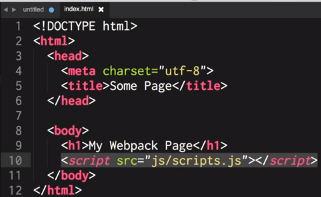 untitled
index.html
1 <!DOCTYPE html>
2 <html>
3 <head>
4 <meta charset="utf-8">
5 <title>Some Page</title>
6 </head>
7
8 <body>
9 <h1>My Webpack Page</h1>
10 <script src="js/scripts.js"></script>
11 </body>
12 </html>